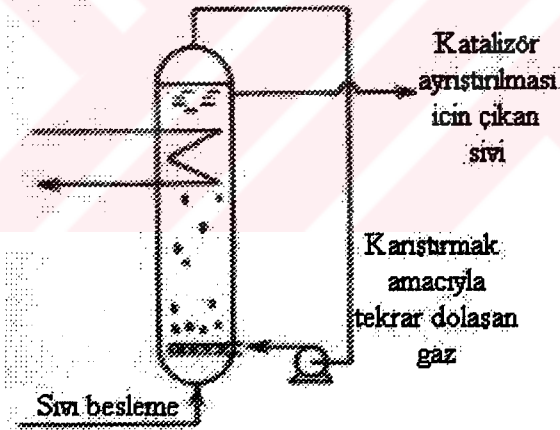 Katalizör
ayrıştırılması
için çıkan
sıvı
Karıştırmak
amacıyla
tekrar dolaşan
gaz
Sıvı besleme